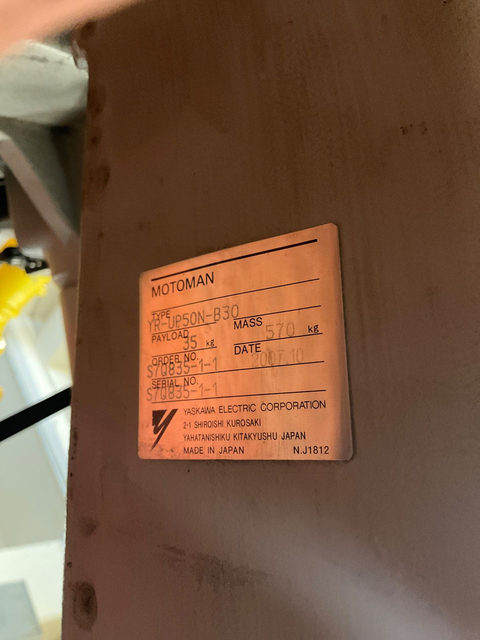 MOTOMAN
TYPE
YR-UP50N-B30
PAYLOAD 35 kg MASS 570 kg
ORDER NO. S7Q835-1-1 DATE 2007.10
SERIAL NO.
S7Q835-1-1
YASKAWA ELECTRIC CORPORATION
2-1 SHIROISHI KUROSAKI
YAHATANISHIKU KITAKYUSHU JAPAN
MADE IN JAPAN N.J1812